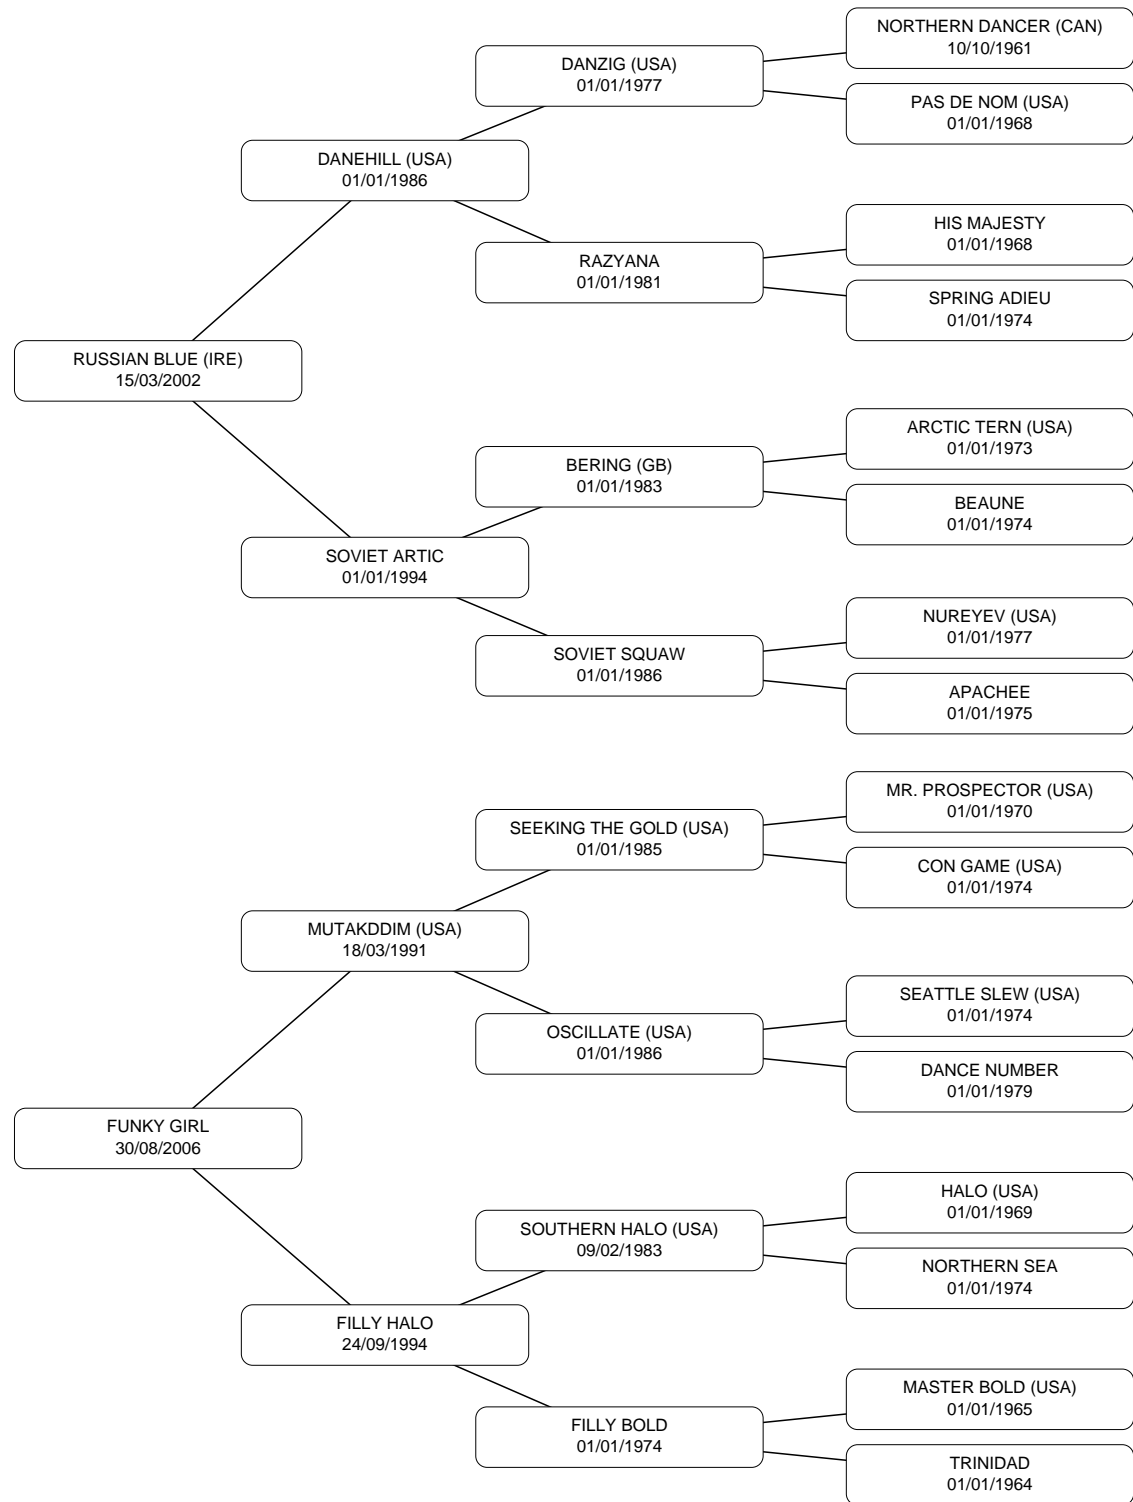 NORTHERN DANCER (CAN)
10/10/1961
DANZIG (USA)
01/01/1977
PAS DE NOM (USA)
01/01/1968
DANEHILL (USA)
01/01/1986
HIS MAJESTY
01/01/1968
RAZYANA
01/01/1981
SPRING ADIEU
01/01/1974
RUSSIAN BLUE (IRE)
15/03/2002
ARCTIC TERN (USA)
01/01/1973
BERING (GB)
01/01/1983
BEAUNE
01/01/1974
SOVIET ARTIC
01/01/1994
NUREYEV (USA)
01/01/1977
SOVIET SQUAW
01/01/1986
APACHEE
01/01/1975
MR. PROSPECTOR (USA)
01/01/1970
SEEKING THE GOLD (USA)
01/01/1985
CON GAME (USA)
01/01/1974
MUTAKDDIM (USA)
18/03/1991
SEATTLE SLEW (USA)
01/01/1974
OSCILLATE (USA)
01/01/1986
DANCE NUMBER
01/01/1979
FUNKY GIRL
30/08/2006
HALO (USA)
01/01/1969
SOUTHERN HALO (USA)
09/02/1983
NORTHERN SEA
01/01/1974
FILLY HALO
24/09/1994
MASTER BOLD (USA)
01/01/1965
FILLY BOLD
01/01/1974
TRINIDAD
01/01/1964